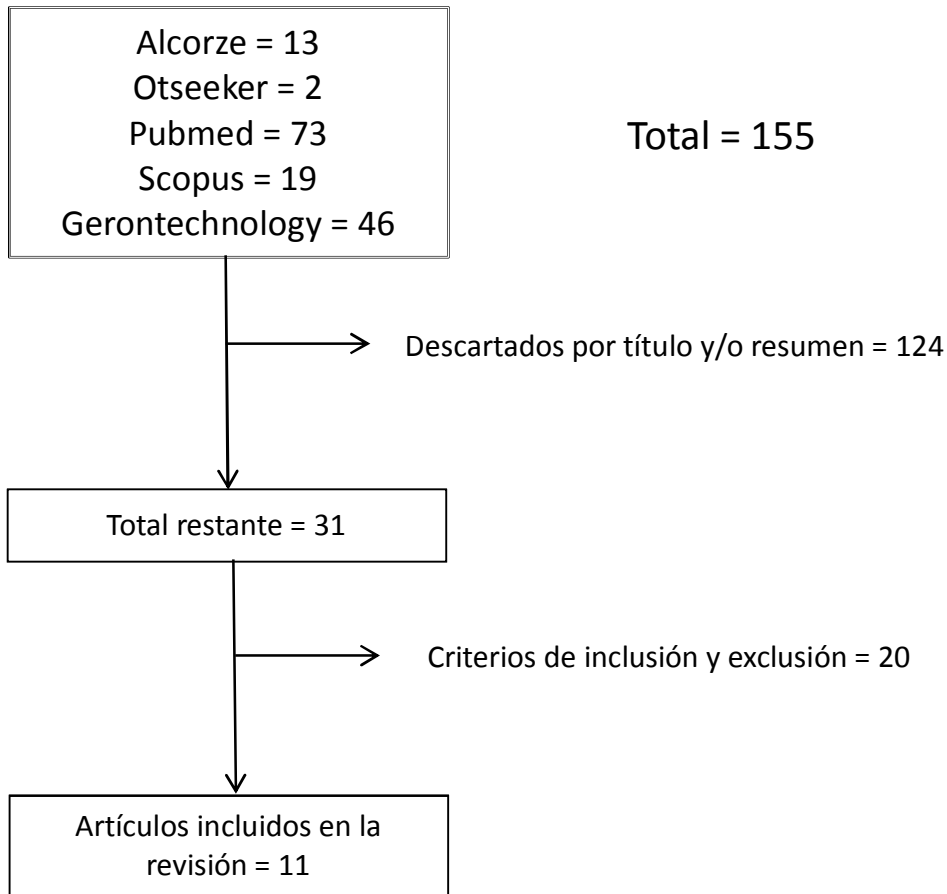 Alcorze = 13
Otseeker = 2
Pubmed = 73
Scopus = 19
Gerontechnology = 46
Total = 155
Descartados por título y/o resumen = 124
Total restante = 31
Criterios de inclusión y exclusión = 20
Artículos incluidos en la
revisión = 11